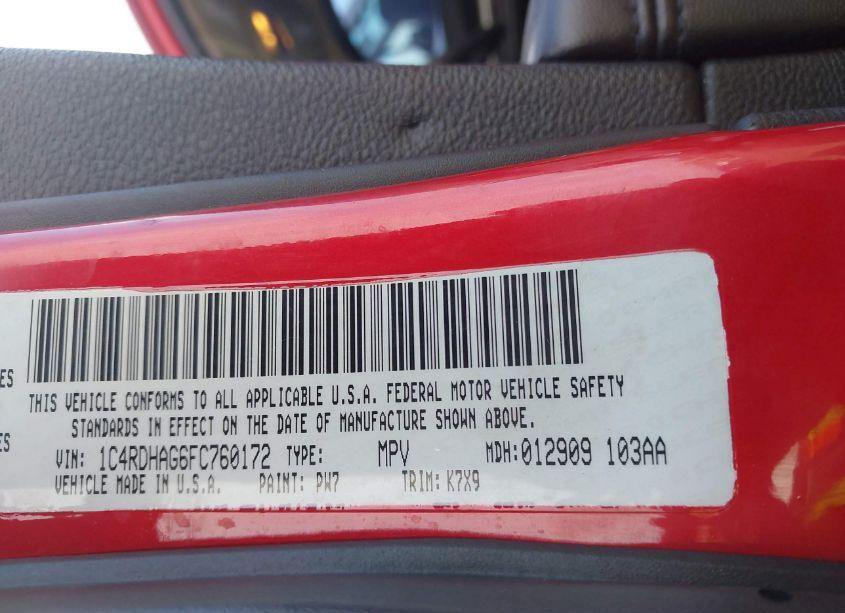 THIS VEHICLE CONFORMS TO ALL APPLICABLE U.S.A. FEDERAL MOTOR VEHICLE SAFETY
STANDARDS IN EFFECT ON THE DATE OF MANUFACTURE SHOWN ABOVE.
VIN: 1C4RDHAG6FC760172 TYPE: MPV MDH:012909 103AA
VEHICLE MADE IN U.S.A. PAINT: PW7 TRIM: K7X9